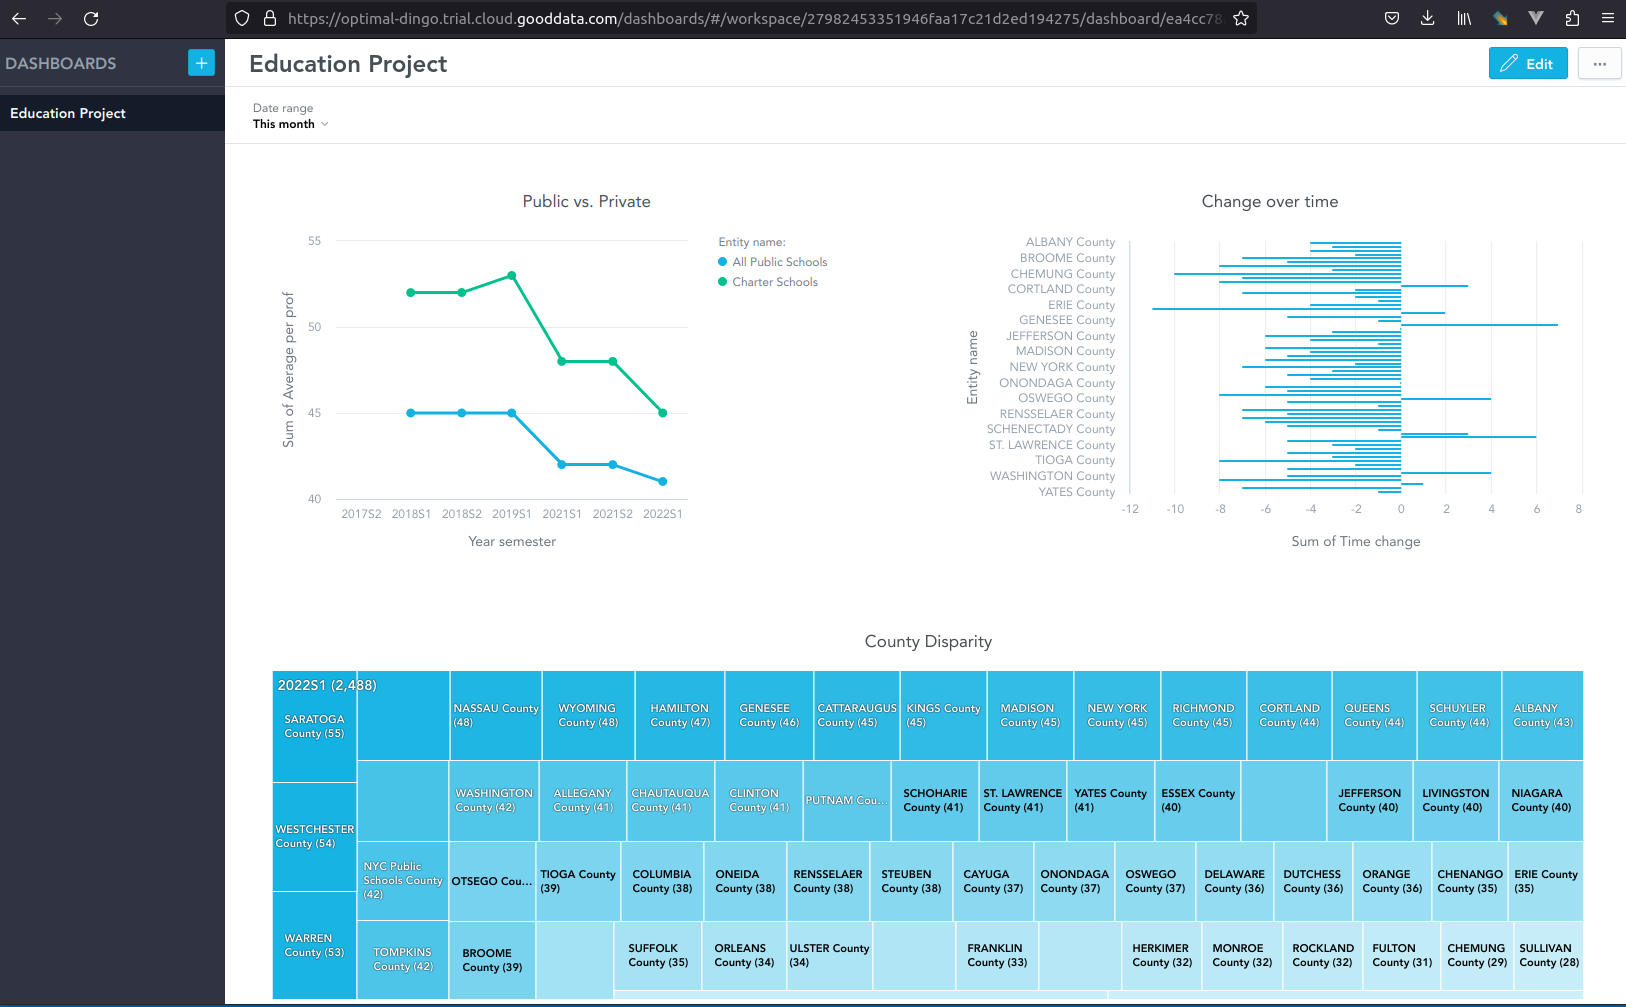 https://optimal-dingo.trial.cloud.gooddata.com/dashboards/#/workspace/27982453351946faa17c21d2ed194275/dashboard/ea4cc78
DASHBOARDS
+
Education Project
Education Project
Edit
...
Date range
This month
Public vs. Private
55
50
45
40
Sum of Average per prof
2017S2 2018S1 2018S2 2019S1 2021S1 2021S2 2022S1
Year semester
Entity name:
All Public Schools
Charter Schools
Change over time
Entity name
ALBANY County
BROOME County
CHEMUNG County
CORTLAND County
ERIE County
GENESEE County
JEFFERSON County
MADISON County
NEW YORK County
ONONDAGA County
OSWEGO County
RENSSELAER County
SCHENECTADY County
ST. LAWRENCE County
TIOGA County
WASHINGTON County
YATES County
-12 -10 -8 -6 -4 -2 0 2 4 6 8
Sum of Time change
County Disparity
2022S1 (2,488)
SARATOGA
County (55)
WESTCHESTER
County (54)
WARREN
County (53)
NYC Public
Schools County
(42)
TOMPKINS
County (42)
NASSAU County
(48)
WYOMING
County (48)
HAMILTON
County (47)
GENESEE
County (46)
CATTARAUGUS
County (45)
KINGS County
(45)
MADISON
County (45)
NEW YORK
County (45)
RICHMOND
County (45)
CORTLAND
County (44)
QUEENS
County (44)
SCHUYLER
County (44)
ALBANY
County (43)
WASHINGTON
County (42)
ALLEGANY
County (41)
CHAUTAUQUA
County (41)
CLINTON
County (41)
PUTNAM Cou...
SCHOHARIE
County (41)
ST. LAWRENCE
County (41)
YATES County
(41)
ESSEX County
(40)
JEFFERSON
County (40)
LIVINGSTON
County (40)
NIAGARA
County (40)
OTSEGO Cou...
TIOGA County
(39)
COLUMBIA
County (38)
ONEIDA
County (38)
RENSSELAER
County (38)
STEUBEN
County (38)
CAYUGA
County (37)
ONONDAGA
County (37)
OSWEGO
County (37)
DELAWARE
County (36)
DUTCHESS
County (36)
ORANGE
County (36)
CHENANGO
County (35)
ERIE County
(35)
BROOME
County (39)
SUFFOLK
County (35)
ORLEANS
County (34)
ULSTER County
(34)
FRANKLIN
County (33)
HERKIMER
County (32)
MONROE
County (32)
ROCKLAND
County (32)
FULTON
County (31)
CHEMUNG
County (29)
SULLIVAN
County (28)